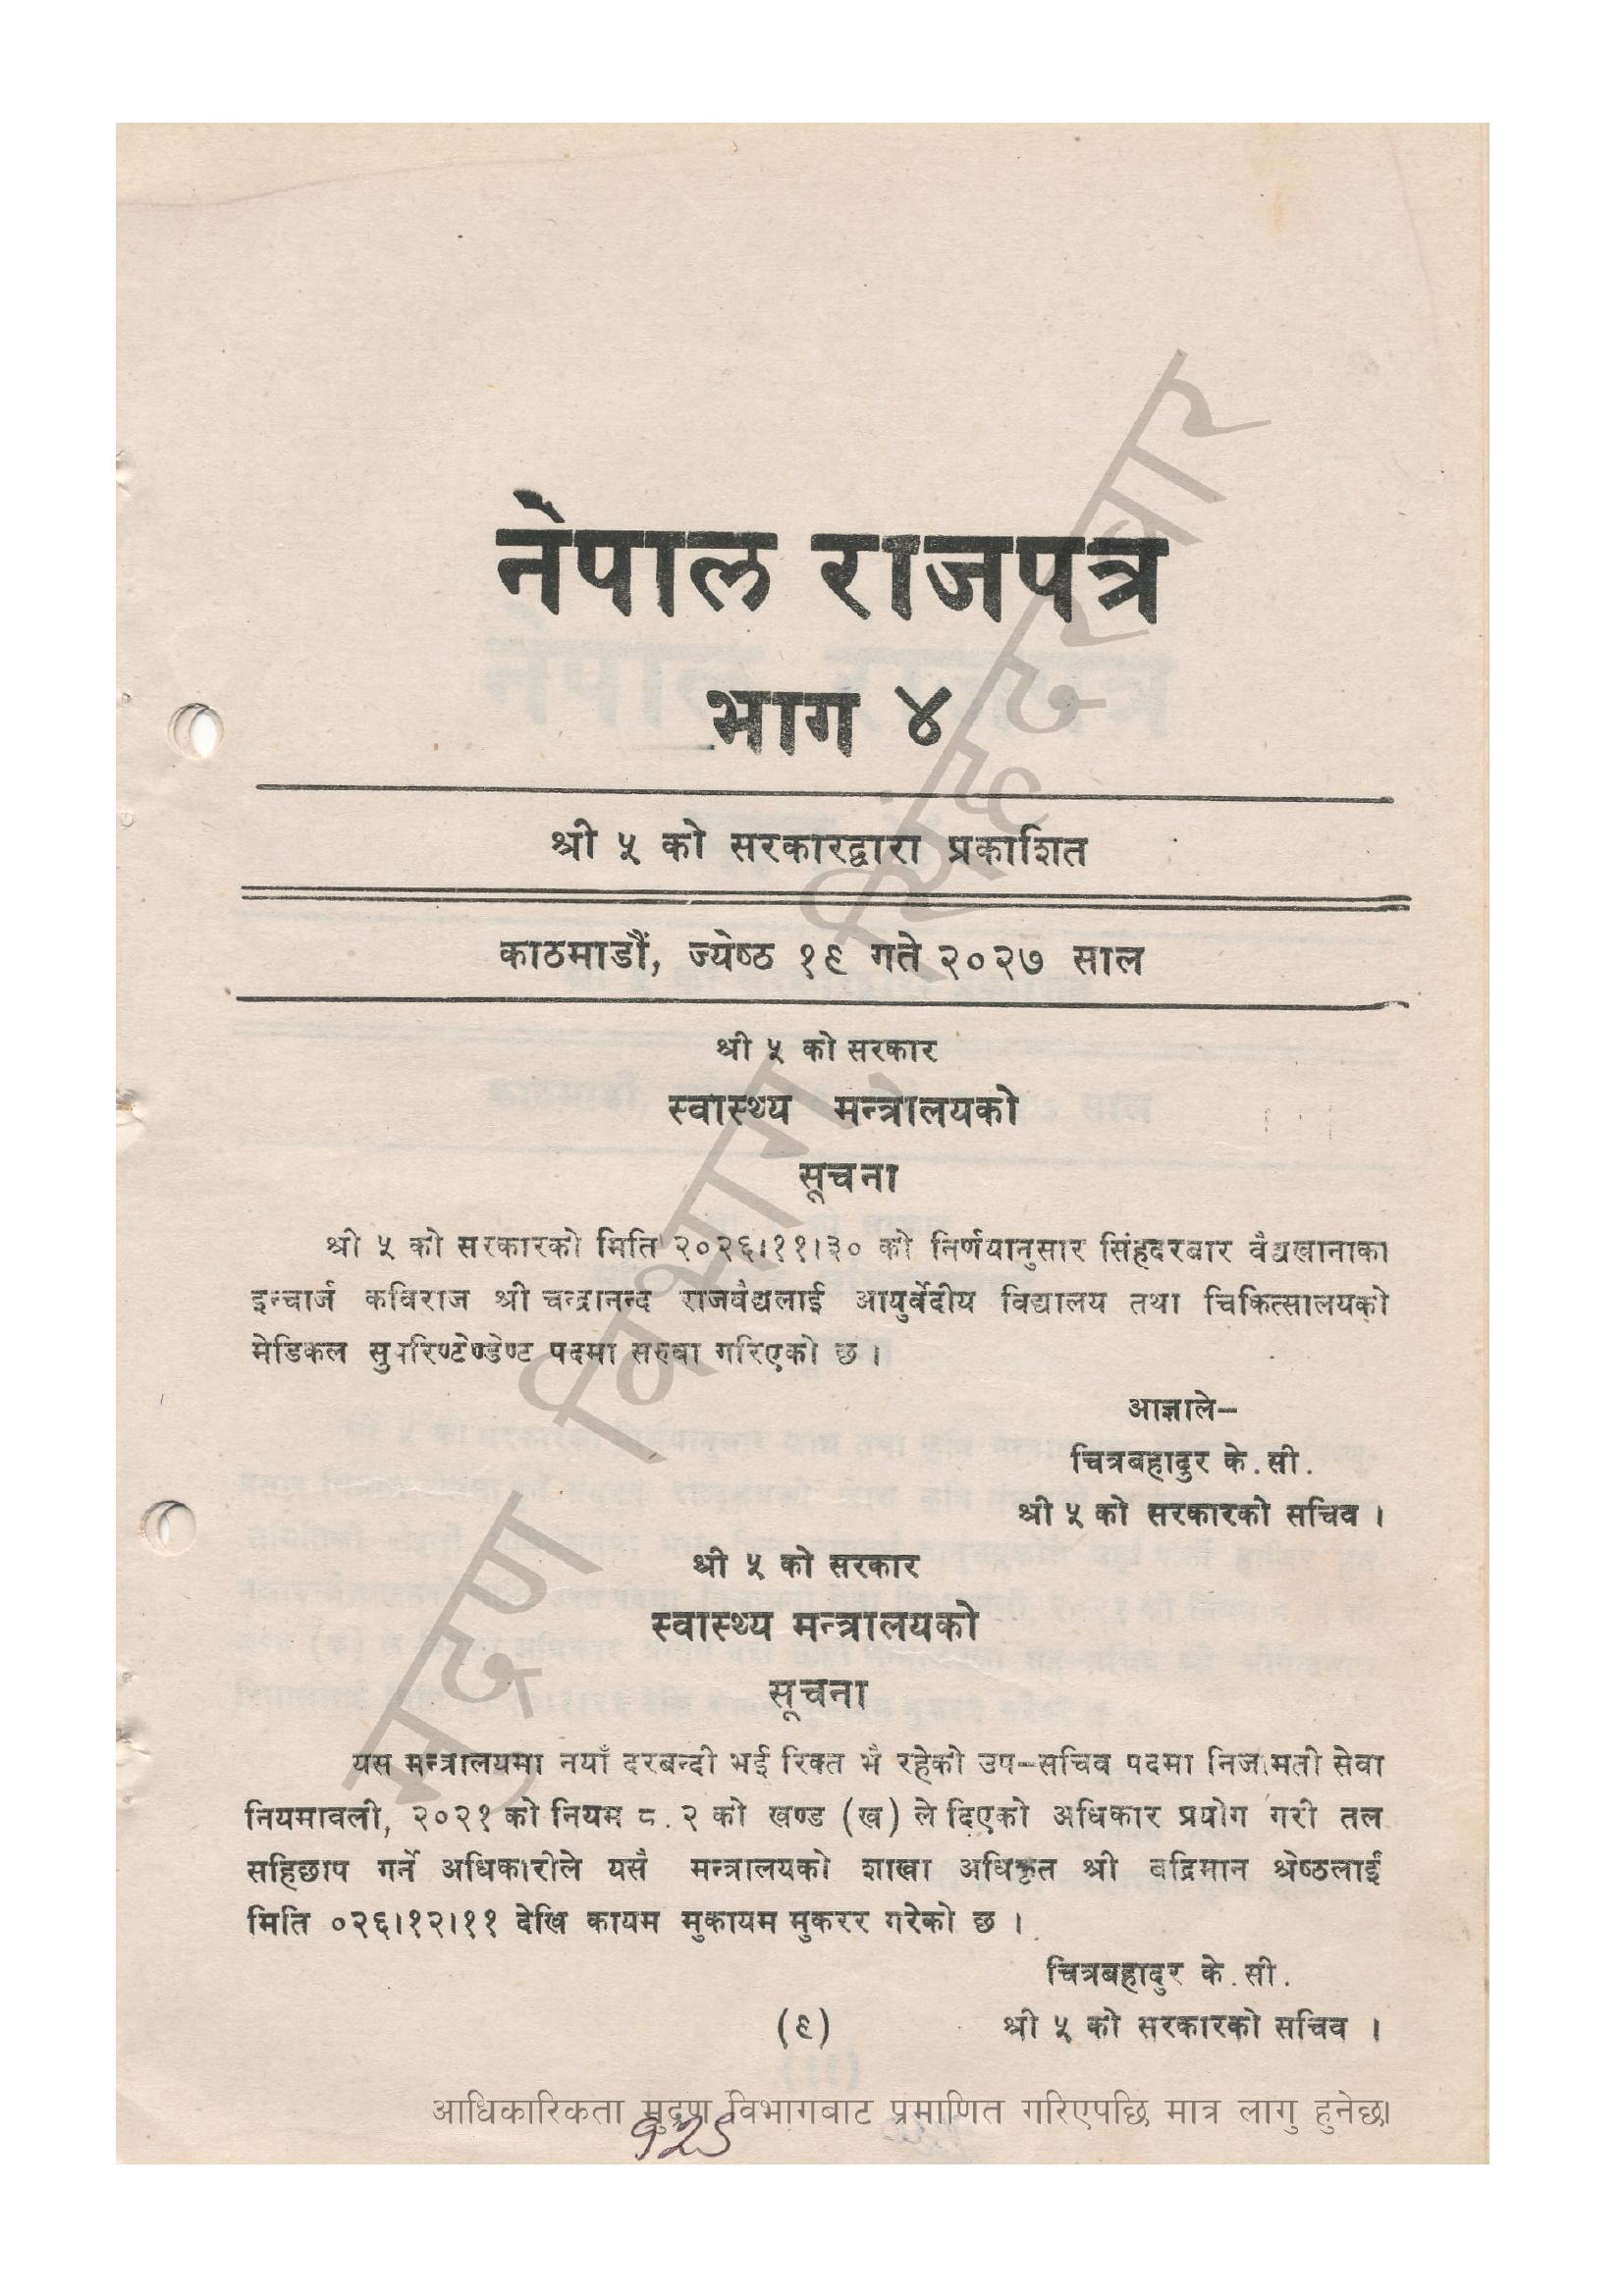 नेपाल राजपत्र
भाग ४
श्री ५ को सरकारद्वारा प्रकाशित
काठमाडौं, ज्येष्ठ १९ गते २०२७ साल
श्री ५ को सरकार
स्वास्थ्य मन्त्रालयको
सूचना
श्री ५ को सरकारको मिति २०२६।११।३० को निर्णयानुसार सिंहदरबार वैद्यखानाका
इन्चार्ज कविराज श्री चन्द्रानन्द राजवैद्यलाई आयुर्वेदीय विद्यालय तथा चिकित्सालयको
मेडिकल सुपरिण्टेण्डेण्ट पदमा सरुवा गरिएको छ ।
आज्ञाले–
चित्रबहादुर के.सी.
श्री ५ को सरकारको सचिव ।
श्री ५ को सरकार
स्वास्थ्य मन्त्रालयको
सूचना
यस मन्त्रालयमा नयाँ दरबन्दी भई रिक्त भै रहेको उप–सचिव पदमा निजामती सेवा
नियमावली, २०२१ को नियम ८.२ को खण्ड (ख) ले दिएको अधिकार प्रयोग गरी तल
सहिछाप गर्ने अधिकारीले यसै मन्त्रालयको शाखा अधिकृत श्री बद्रिमान श्रेष्ठलाई
मिति ०२६।१२।११ देखि कायम मुकायम मुकरर गरेको छ ।
चित्रबहादुर के.सी.
(९) श्री ५ को सरकारको सचिव ।
आधिकारिकता मुद्रण विभागबाट प्रमाणित गरिएपछि मात्र लागु हुनेछ।
मुद्रण विभाग, सिंहदरबार